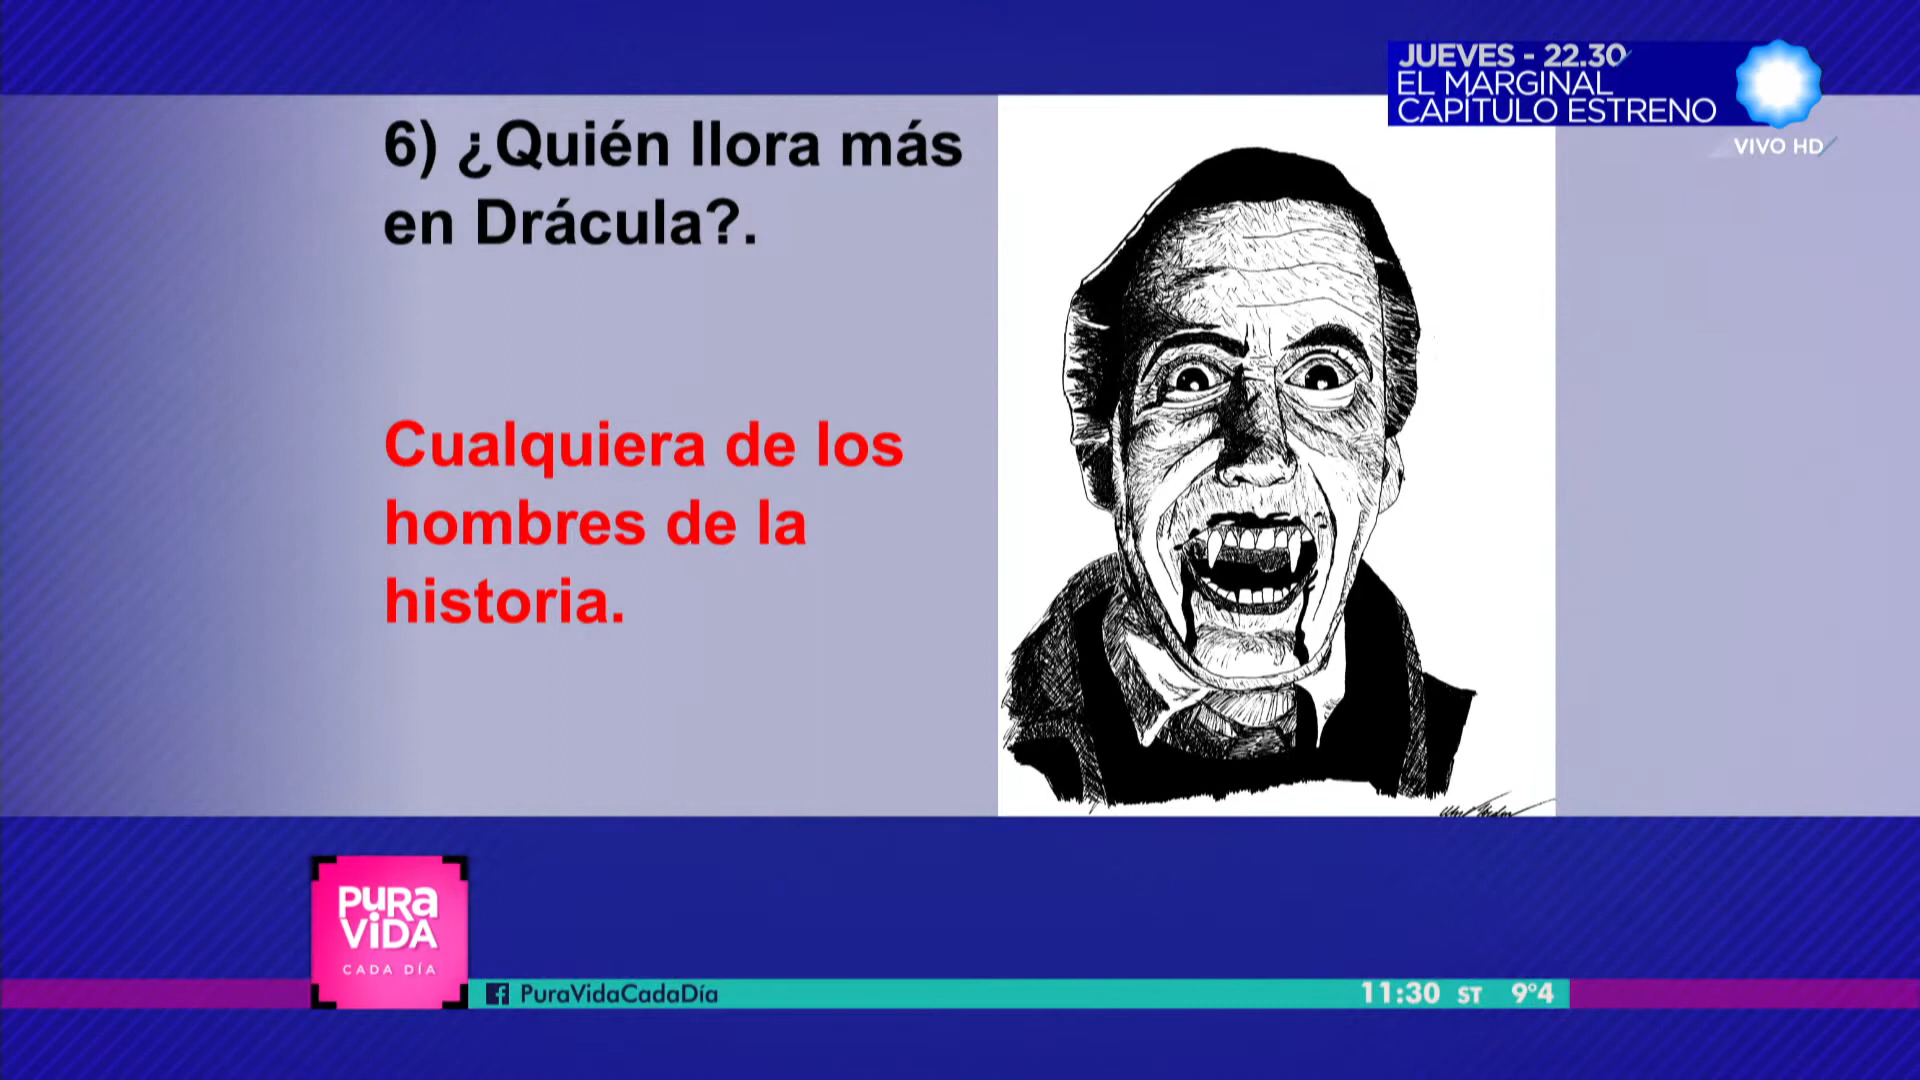 JUEVES - 22.30
EL MARGINAL
CAPÍTULO ESTRENO
VIVO HD
6) ¿Quién llora más
en Drácula?.
Cualquiera de los
hombres de la
historia.
PURa
ViDA
CADA DÍA
PuraVidaCadaDía
11:30 ST 9°4